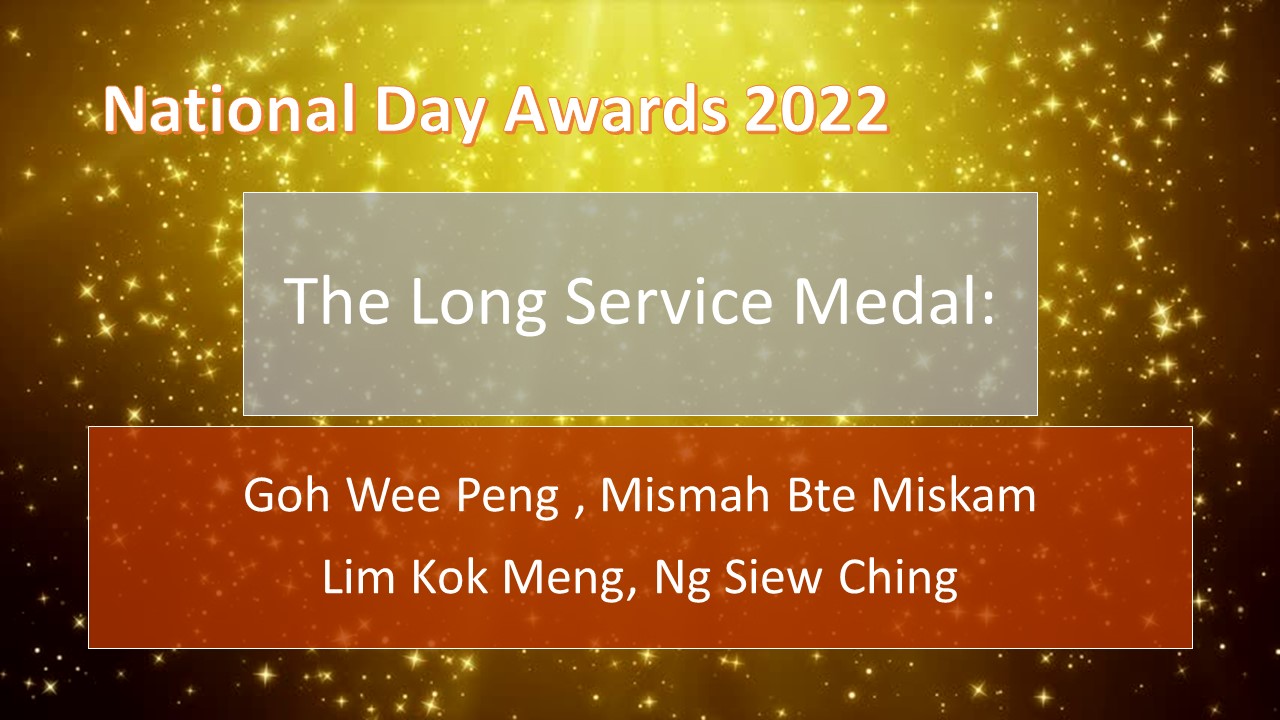 National Day Awards 2022
The Long Service Medal:
Goh Wee Peng , Mismah Bte Miskam
Lim Kok Meng, Ng Siew Ching